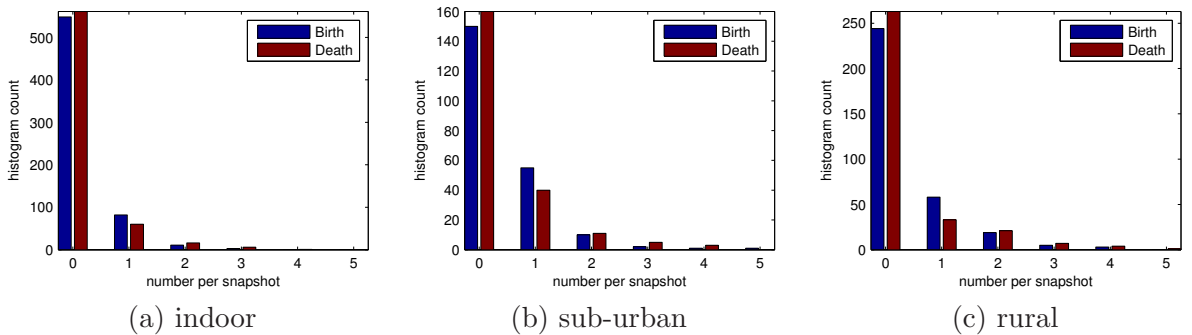 500
400
300
200
100
0
histogram count
Birth
Death
0 1 2 3 4 5
number per snapshot
(a) indoor
160
140
120
100
80
60
40
20
0
histogram count
Birth
Death
0 1 2 3 4 5
number per snapshot
(b) sub-urban
250
200
150
100
50
0
histogram count
Birth
Death
0 1 2 3 4 5
number per snapshot
(c) rural